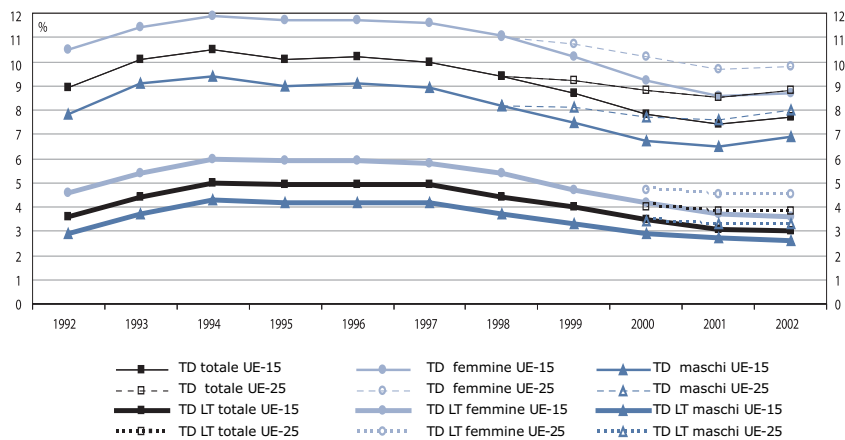 12 12
%
11 11
10 10
9 9
8 8
7 7
6 6
5 5
4 4
3 3
2 2
1 1
0 0
1992 1993 1994 1995 1996 1997 1998 1999 2000 2001 2002
TD totale UE-15 TD femmine UE-15 TD maschi UE-15
TD totale UE-25 TD femmine UE-25 TD maschi UE-25
TD LT totale UE-15 TD LT femmine UE-15 TD LT maschi UE-15
TD LT totale UE-25 TD LT femmine UE-25 TD LT maschi UE-25